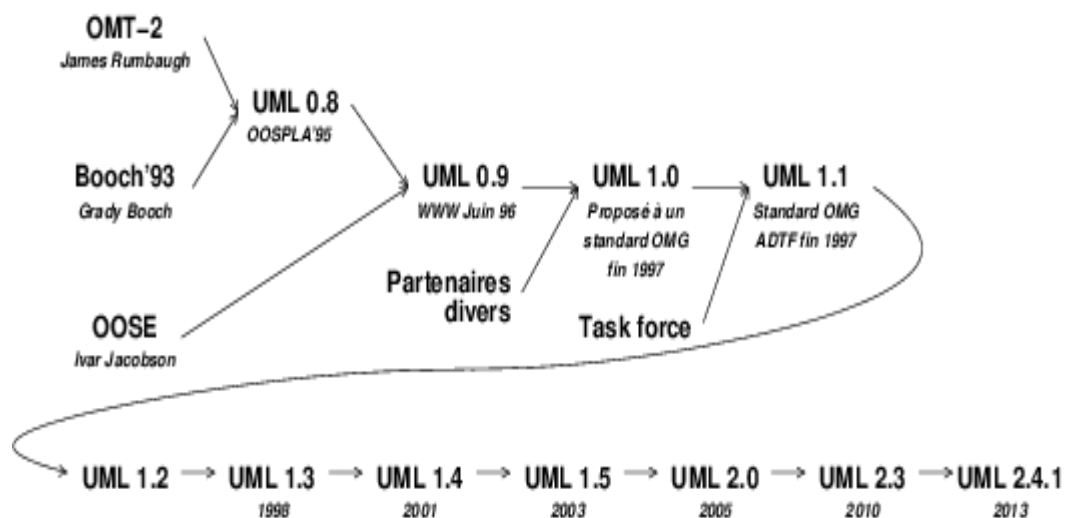 OMT-2
James Rumbaugh
UML 0.8
OOSPLA'95
Booch'93
Grady Booch
UML 0.9
WWW Juin 96
UML 1.0
Proposé à un
standard OMG
fin 1997
UML 1.1
Standard OMG
ADTF fin 1997
Partenaires
divers
Task force
OOSE
Ivar Jacobson
UML 1.2
UML 1.3
1998
UML 1.4
2001
UML 1.5
2003
UML 2.0
2005
UML 2.3
2010
UML 2.4.1
2013